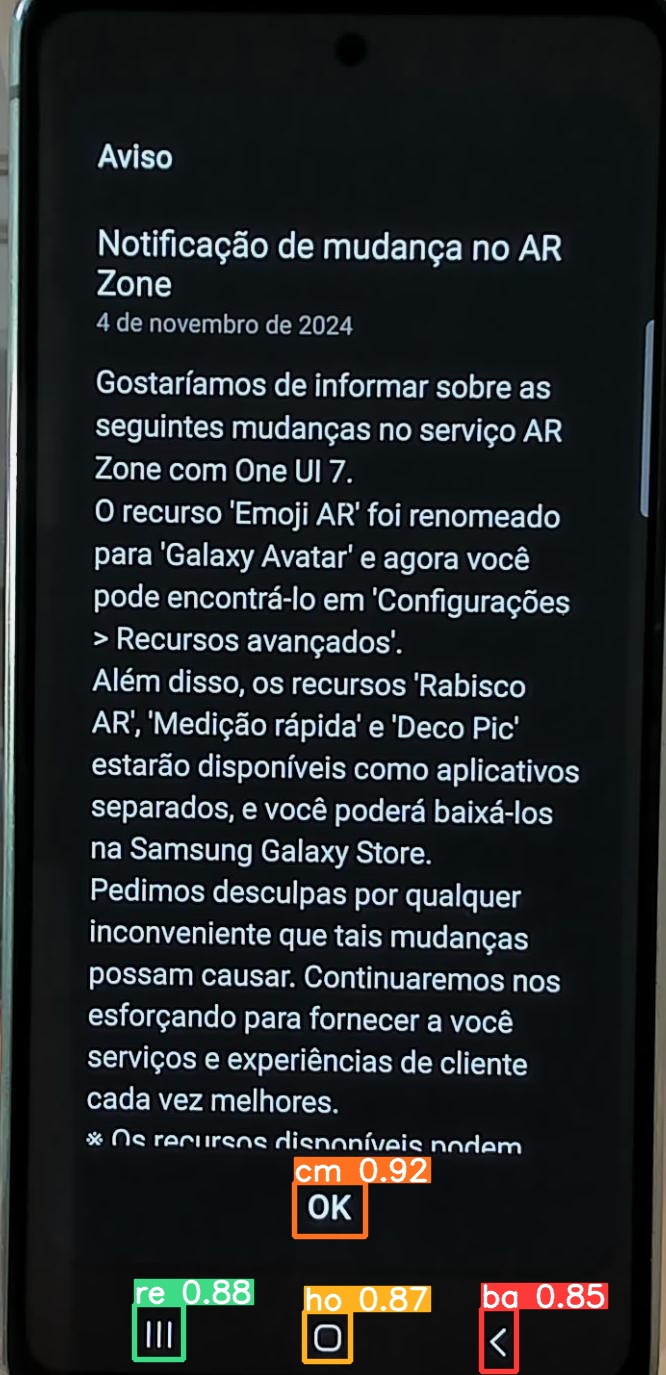 Aviso
Notificação de mudança no AR
Zone
4 de novembro de 2024
Gostaríamos de informar sobre as
seguintes mudanças no serviço AR
Zone com One UI 7.
O recurso 'Emoji AR' foi renomeado
para 'Galaxy Avatar' e agora você
pode encontrá-lo em 'Configurações
> Recursos avançados'.
Além disso, os recursos 'Rabisco
AR', 'Medição rápida' e 'Deco Pic'
estarão disponíveis como aplicativos
separados, e você poderá baixá-los
na Samsung Galaxy Store.
Pedimos desculpas por qualquer
inconveniente que tais mudanças
possam causar. Continuaremos nos
esforçando para fornecer a você
serviços e experiências de cliente
cada vez melhores.
※ Os recursos disponíveis podem
cm 0.92
OK
re 0.88
ho 0.87
ba 0.85